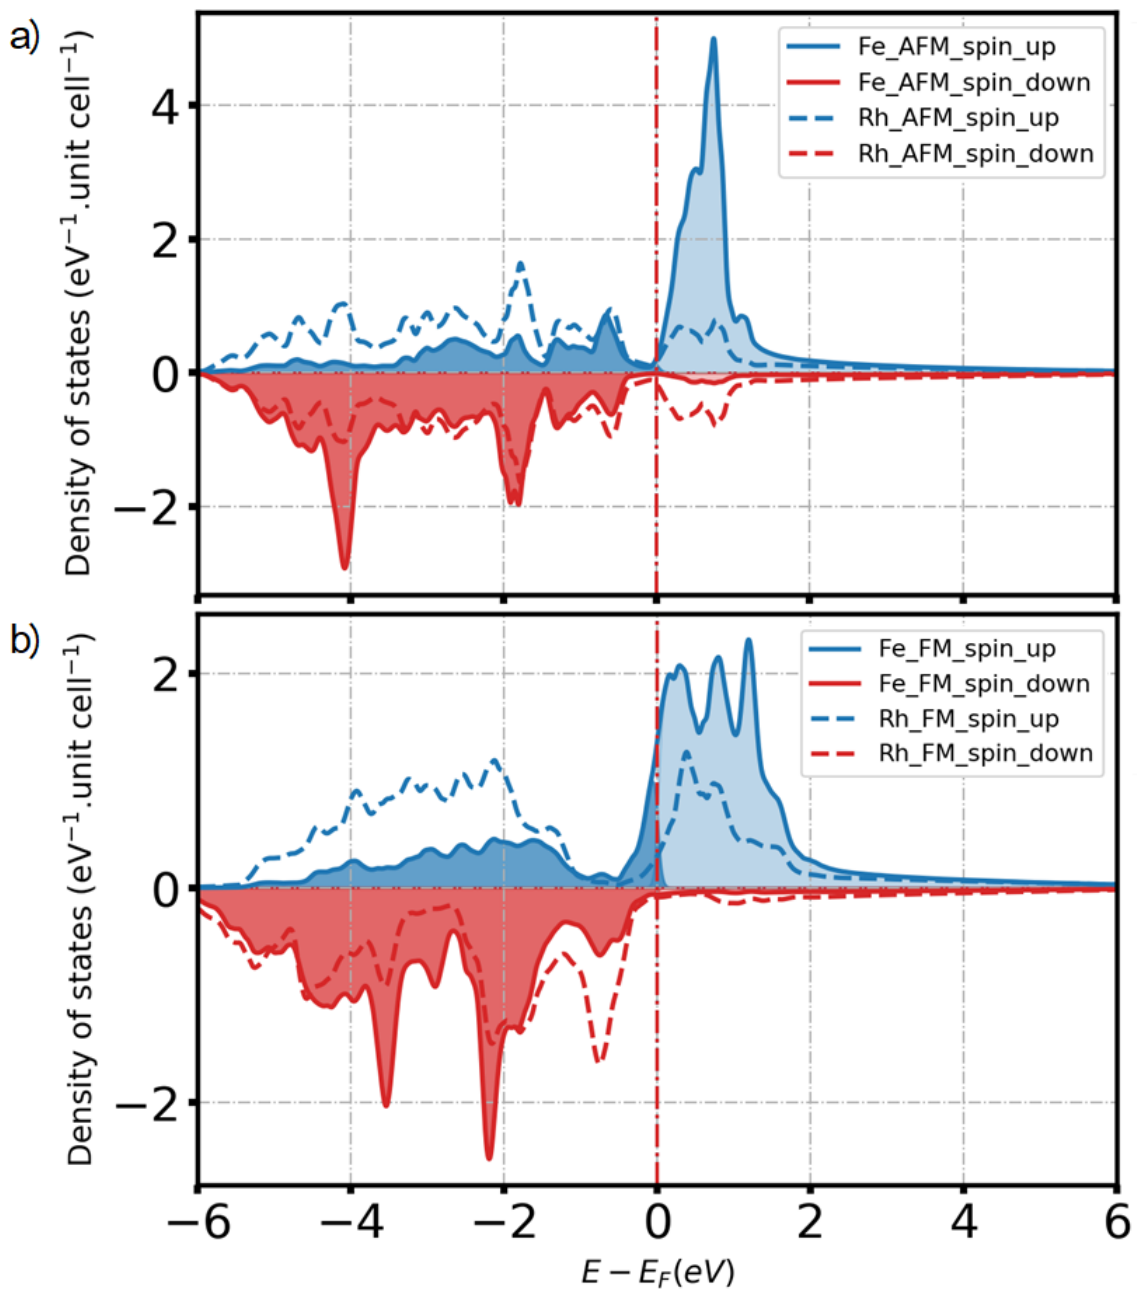 a)
Density of states (eV⁻¹.unit cell⁻¹)
4
2
0
−2
Fe_AFM_spin_up
Fe_AFM_spin_down
Rh_AFM_spin_up
Rh_AFM_spin_down
b)
Density of states (eV⁻¹.unit cell⁻¹)
2
0
−2
Fe_FM_spin_up
Fe_FM_spin_down
Rh_FM_spin_up
Rh_FM_spin_down
−6 −4 −2 0 2 4 6
E − E_F(eV)